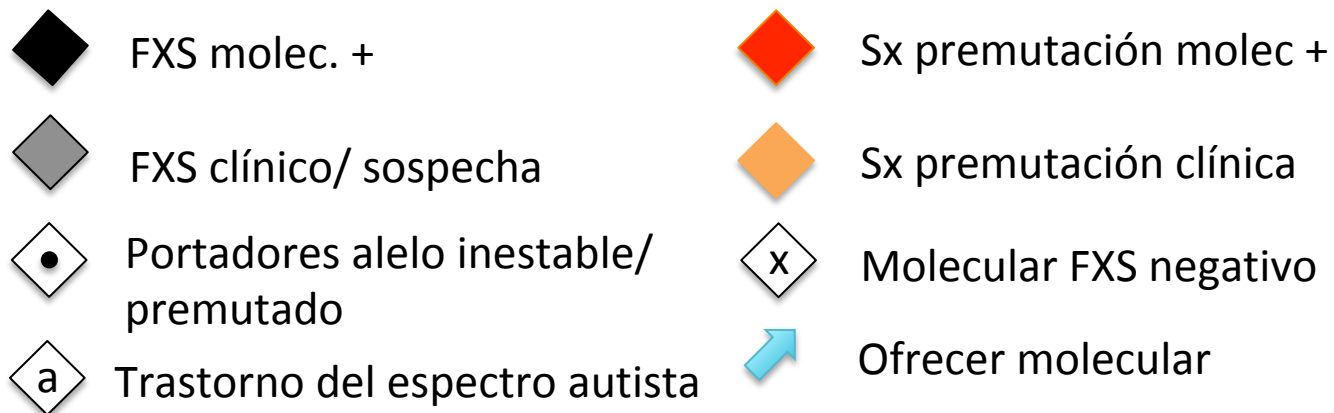 FXS molec. +
FXS clínico/ sospecha
Portadores alelo inestable/
premutado
a Trastorno del espectro autista
Sx premutación molec +
Sx premutación clínica
x Molecular FXS negativo
Ofrecer molecular